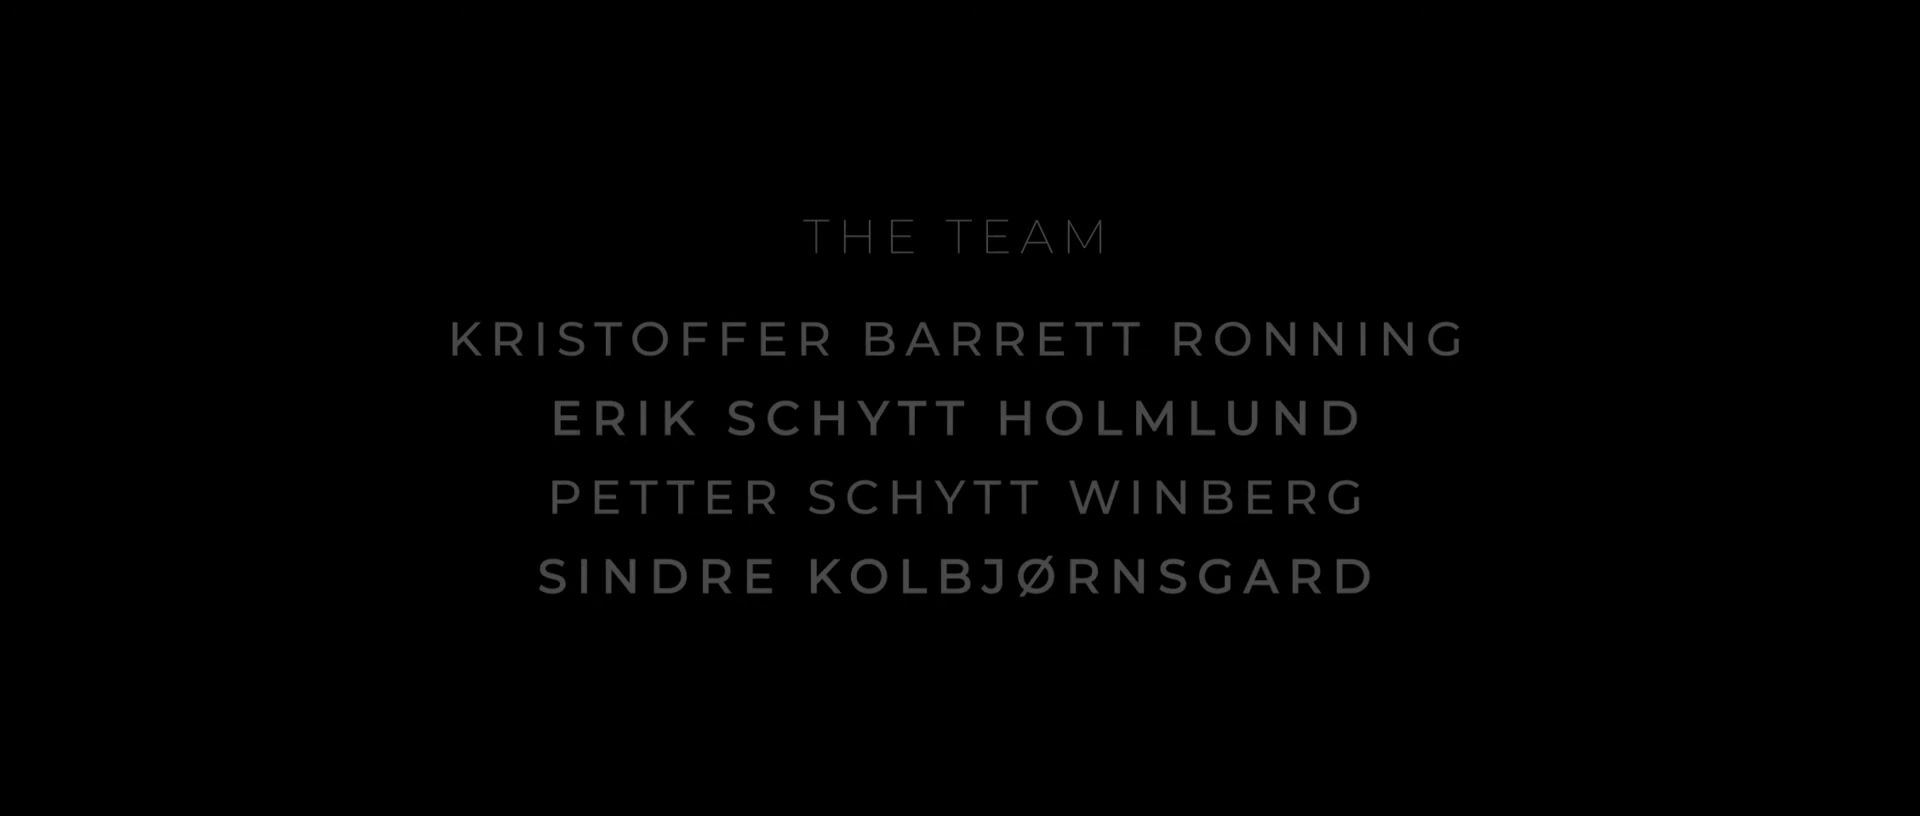 THE TEAM
KRISTOFFER BARRETT RONNING
ERIK SCHYTT HOLMLUND
PETTER SCHYTT WINBERG
SINDRE KOLBJØRNSGARD